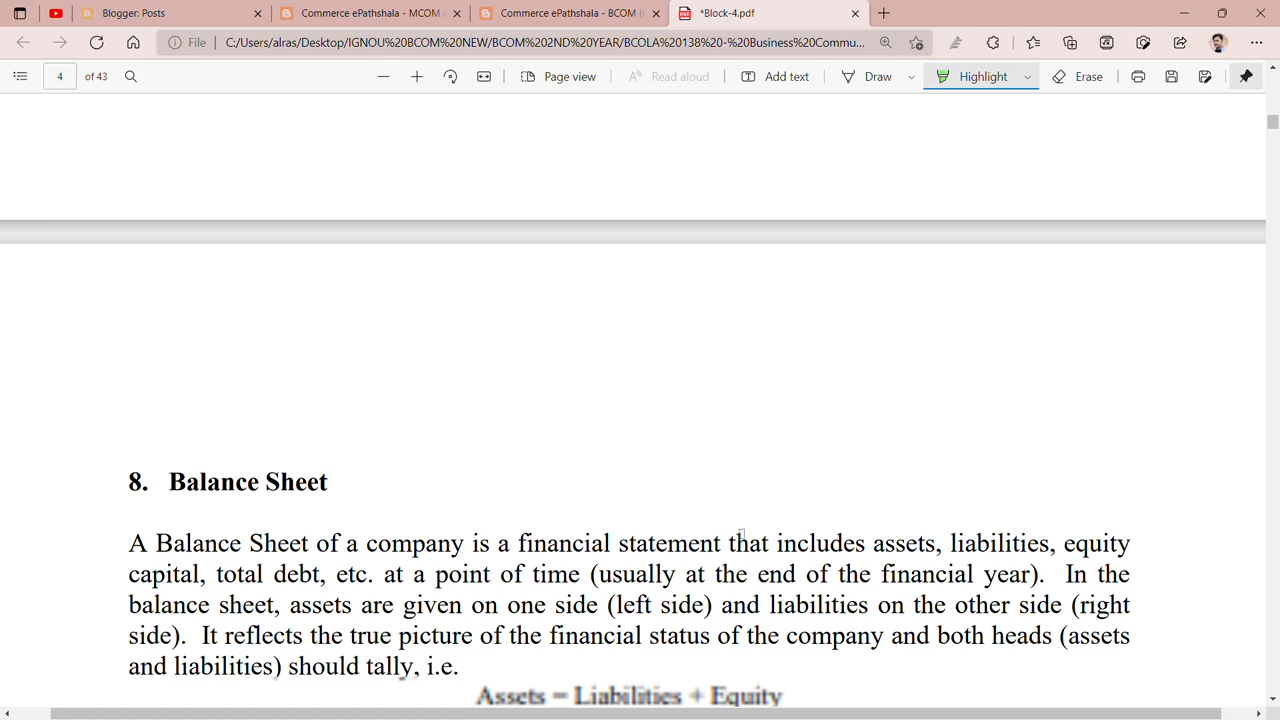 Blogger: Posts
Commerce ePathshala - MCOM
Commerce ePathshala - BCOM (
*Block-4.pdf
File C:/Users/alras/Desktop/IGNOU%20BCOM%20NEW/BCOM%202ND%20YEAR/BCOLA%20138%20-%20Business%20Commu...
4 of 43 Page view Read aloud Add text Draw Highlight Erase
8. Balance Sheet
A Balance Sheet of a company is a financial statement that includes assets, liabilities, equity
capital, total debt, etc. at a point of time (usually at the end of the financial year). In the
balance sheet, assets are given on one side (left side) and liabilities on the other side (right
side). It reflects the true picture of the financial status of the company and both heads (assets
and liabilities) should tally, i.e.
Assets = Liabilities + Equity